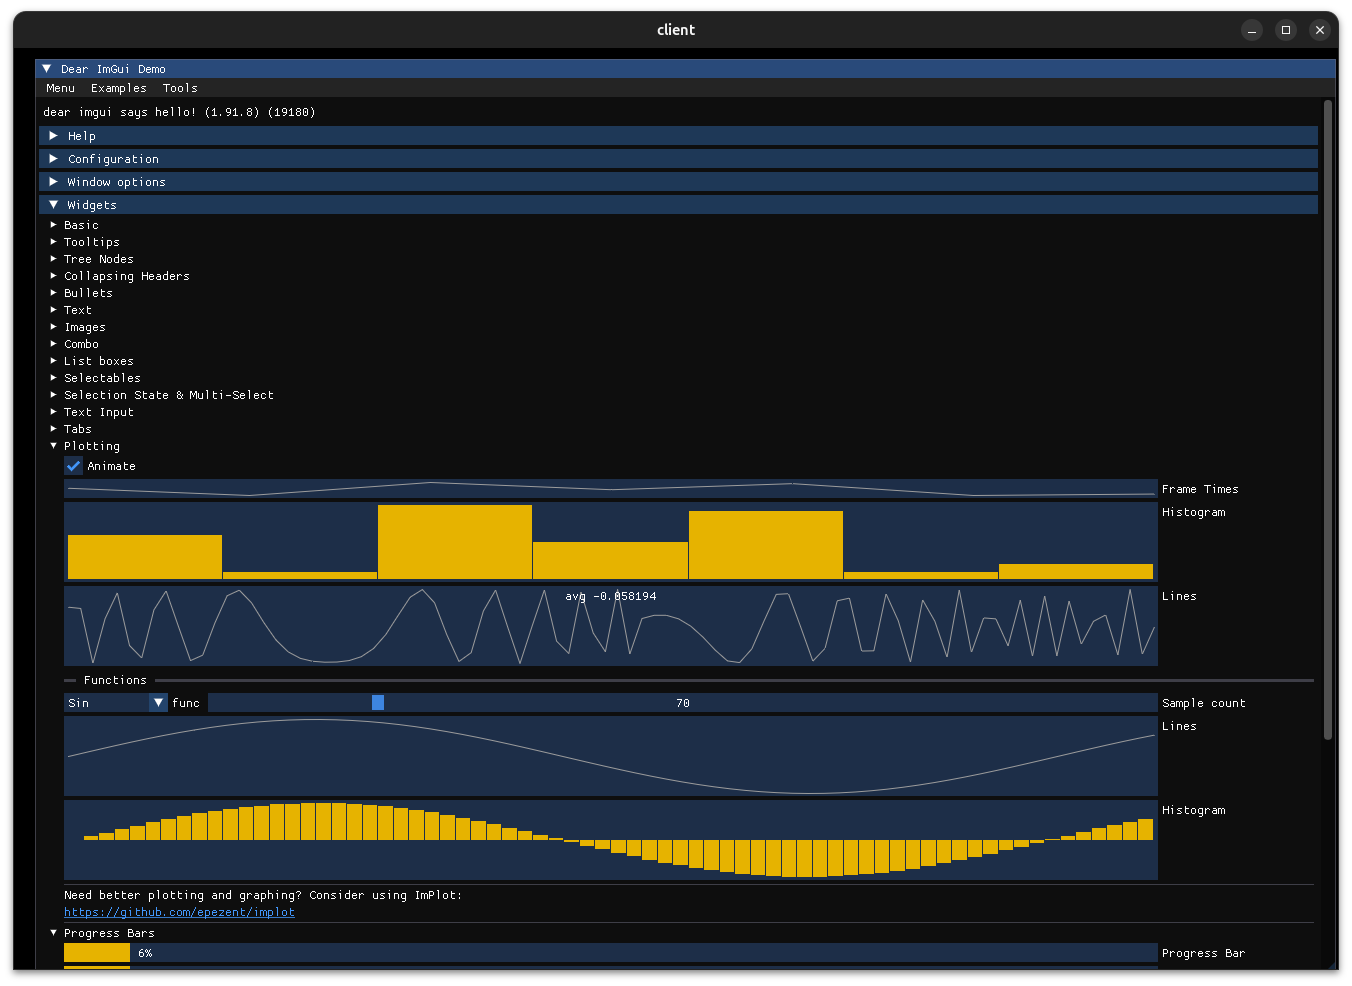 client
Dear ImGui Demo
Menu Examples Tools
dear imgui says hello! (1.91.8) (19180)
Help
Configuration
Window options
Widgets
Basic
Tooltips
Tree Nodes
Collapsing Headers
Bullets
Text
Images
Combo
List boxes
Selectables
Selection State & Multi-Select
Text Input
Tabs
Plotting
Animate
Frame Times
Histogram
avg -0.058194
Lines
Functions
Sin func 70 Sample count
Lines
Histogram
Need better plotting and graphing? Consider using ImPlot:
https://github.com/epezent/implot
Progress Bars
6% Progress Bar